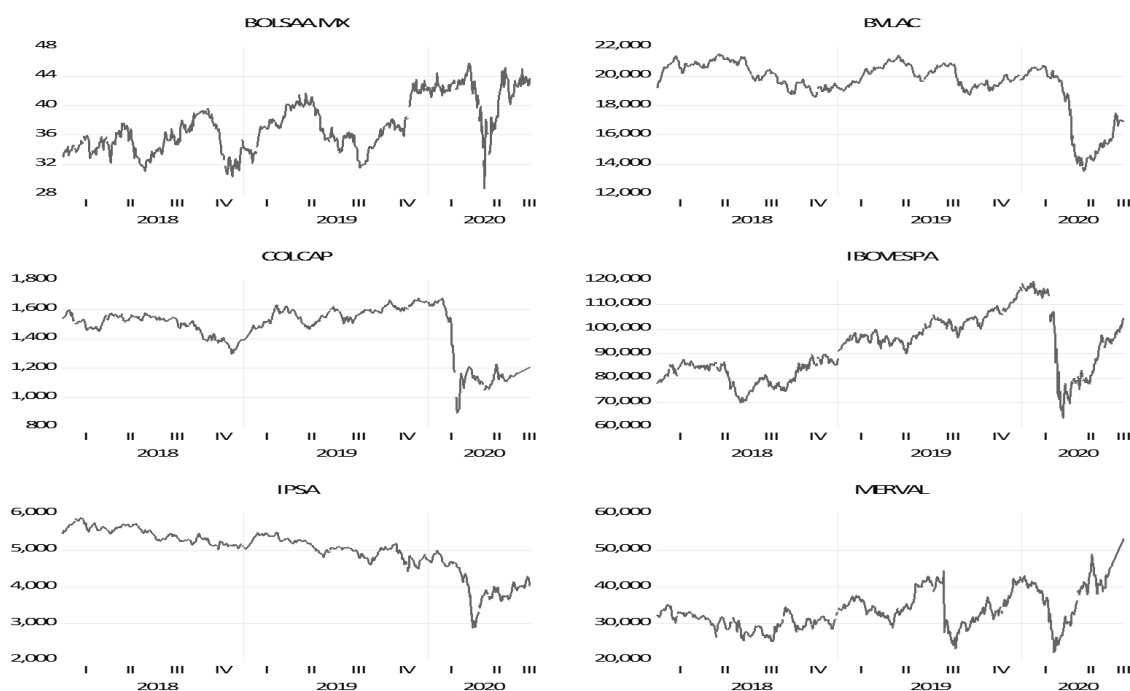 BOLSAA.MX
48
44
40
36
32
28
I II III IV I II III IV I II III
2018 2019 2020
BVLAC
22,000
20,000
18,000
16,000
14,000
12,000
I II III IV I II III IV I II III
2018 2019 2020
COLCAP
1,800
1,600
1,400
1,200
1,000
800
I II III IV I II III IV I II III
2018 2019 2020
IBOVESPA
120,000
110,000
100,000
90,000
80,000
70,000
60,000
I II III IV I II III IV I II III
2018 2019 2020
IPSA
6,000
5,000
4,000
3,000
2,000
I II III IV I II III IV I II III
2018 2019 2020
MERVAL
60,000
50,000
40,000
30,000
20,000
I II III IV I II III IV I II III
2018 2019 2020